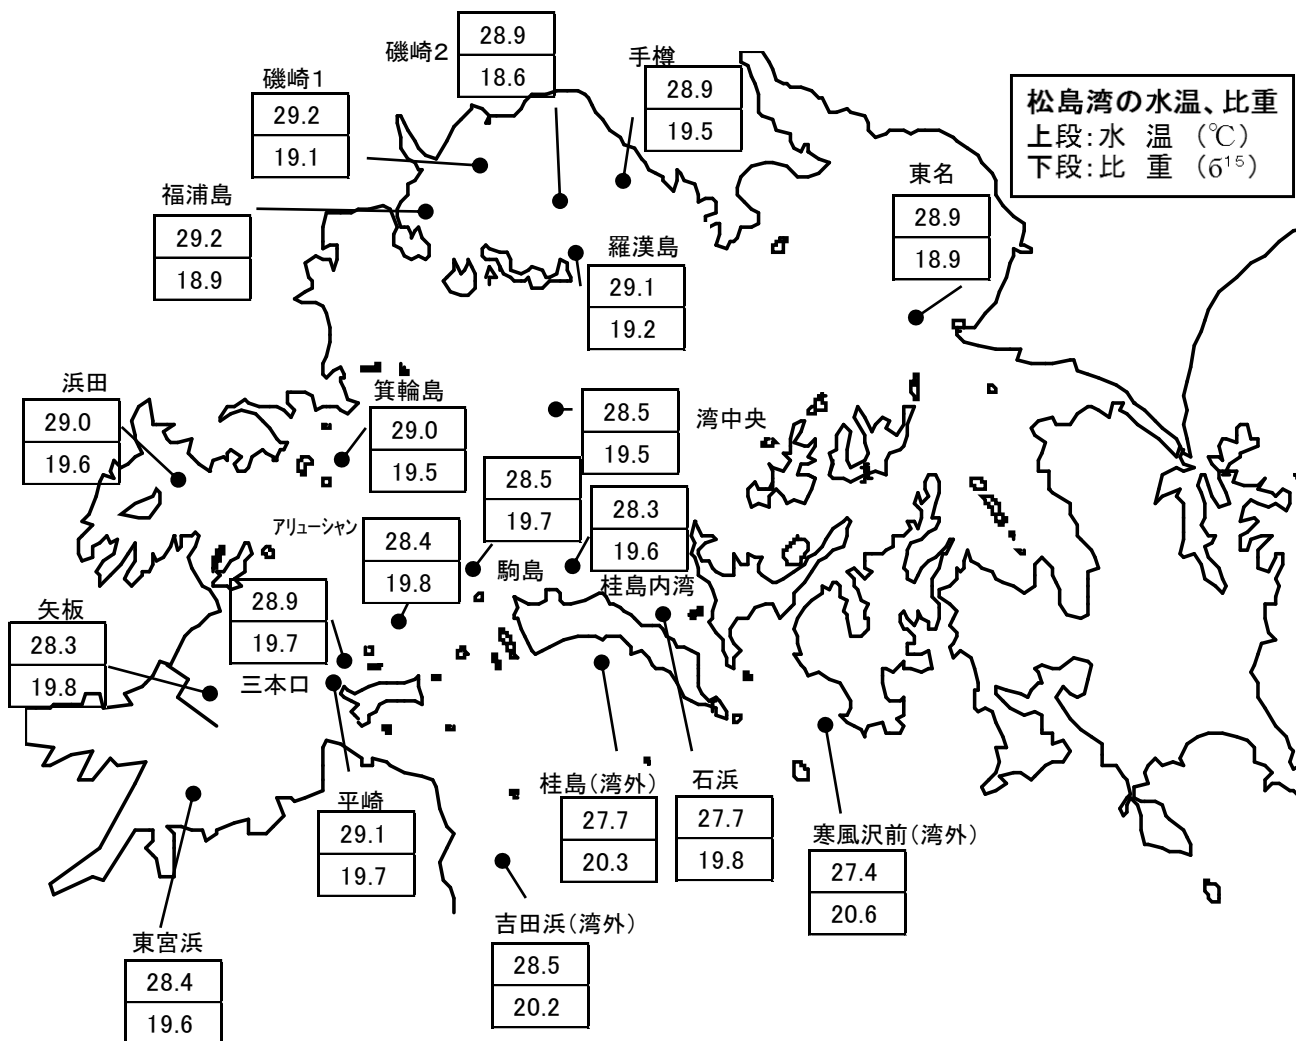 松島湾の水温、比重
上段：水 温 （℃）
下段：比 重 （б¹⁵）
磯崎２
28.9
18.6
手樽
28.9
19.5
磯崎１
29.2
19.1
福浦島
29.2
18.9
東名
28.9
18.9
羅漢島
29.1
19.2
浜田
29.0
19.6
箕輪島
29.0
19.5
湾中央
28.5
19.5
駒島
28.5
19.7
桂島内湾
28.3
19.6
アリューシャン
28.4
19.8
三本口
28.9
19.7
矢板
28.3
19.8
平崎
29.1
19.7
桂島（湾外）
27.7
20.3
石浜
27.7
19.8
寒風沢前（湾外）
27.4
20.6
吉田浜（湾外）
28.5
20.2
東宮浜
28.4
19.6